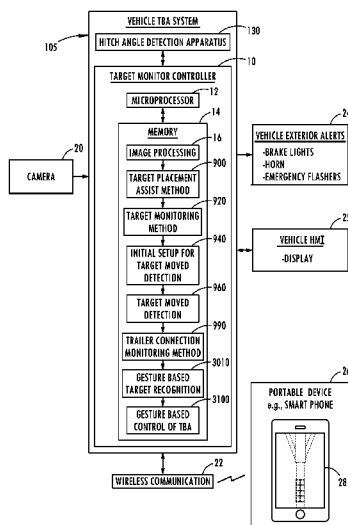 VEHICLE TBA SYSTEM
HITCH ANGLE DETECTION APPARATUS
130
105
10
TARGET MONITOR CONTROLLER
12
MICROPROCESSOR
14
MEMORY
16
IMAGE PROCESSING
900
TARGET PLACEMENT
ASSIST METHOD
920
TARGET MONITORING
METHOD
940
INITIAL SETUP FOR
TARGET MOVED
DETECTION
960
TARGET MOVED
DETECTION
990
TRAILER CONNECTION
MONITORING METHOD
3010
GESTURE BASED
TARGET RECOGNITION
3100
GESTURE BASED
CONTROL OF TBA
20
CAMERA
24
VEHICLE EXTERIOR ALERTS
-BRAKE LIGHTS
-HORN
-EMERGENCY FLASHERS
25
VEHICLE HMI
-DISPLAY
26
PORTABLE DEVICE
e.g., SMART PHONE
28
22
WIRELESS COMMUNICATION